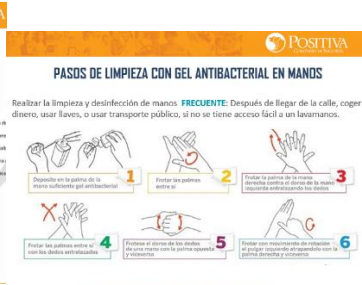 POSITIVA
COMPAÑÍA DE SEGUROS
PASOS DE LIMPIEZA CON GEL ANTIBACTERIAL EN MANOS
Realizar la limpieza y desinfección de manos FRECUENTE: Después de llegar de la calle, coger
dinero, usar llaves, o usar transporte público, si no se tiene acceso fácil a un lavamanos.
Deposite en la palma de la
mano suficiente gel antibacterial
1
Frotar las palmas
entre si
2
Frotar la palma de la mano
derecha contra el dorso de la mano
izquierda entrelazando los dedos
3
Frotar las palmas entre si
con los dedos entrelazados
4
Frotese el dorso de los dedos
de una mano con la palma opuesta
y viceversa
5
Frotar con movimiento de rotación
el pulgar izquierdo atrapandolo con la
palma derecha y viceversa
6